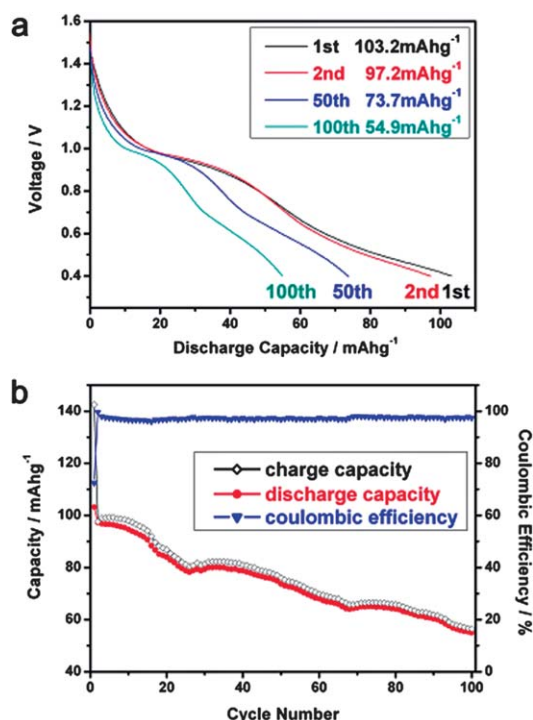 a
1st 103.2mAhg-1
2nd 97.2mAhg-1
50th 73.7mAhg-1
100th 54.9mAhg-1
Voltage / V
1.6
1.4
1.2
1.0
0.8
0.6
0.4
100th 50th 2nd 1st
0 20 40 60 80 100
Discharge Capacity / mAhg-1
b
Capacity / mAhg-1
140
120
100
80
60
40
charge capacity
discharge capacity
coulombic efficiency
100
80
60
40
20
0
Coulombic Efficiency / %
0 20 40 60 80 100
Cycle Number